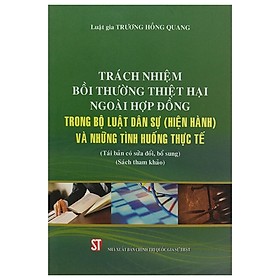 Luật gia TRƯƠNG HỒNG QUANG
TRÁCH NHIỆM
BỒI THƯỜNG THIỆT HẠI
NGOÀI HỢP ĐỒNG
TRONG BỘ LUẬT DÂN SỰ (HIỆN HÀNH)
VÀ NHỮNG TÌNH HUỐNG THỰC TẾ
(Tái bản có sửa đổi, bổ sung)
(Sách tham khảo)
ST
NHÀ XUẤT BẢN CHÍNH TRỊ QUỐC GIA SỰ THẬT